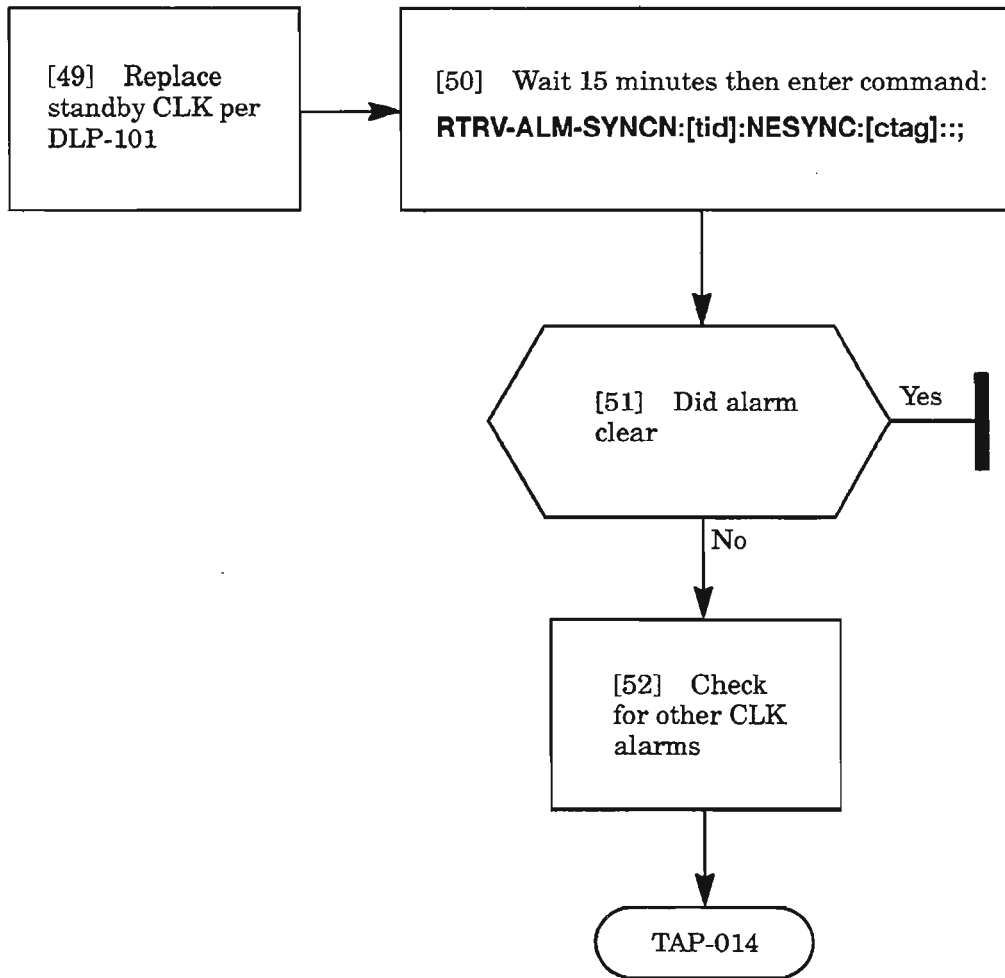 [49] Replace
standby CLK per
DLP-101
[50] Wait 15 minutes then enter command:
RTRV-ALM-SYNCN:[tid]:NESYNC:[ctag]::;
[51] Did alarm
clear
Yes
No
[52] Check
for other CLK
alarms
TAP-014